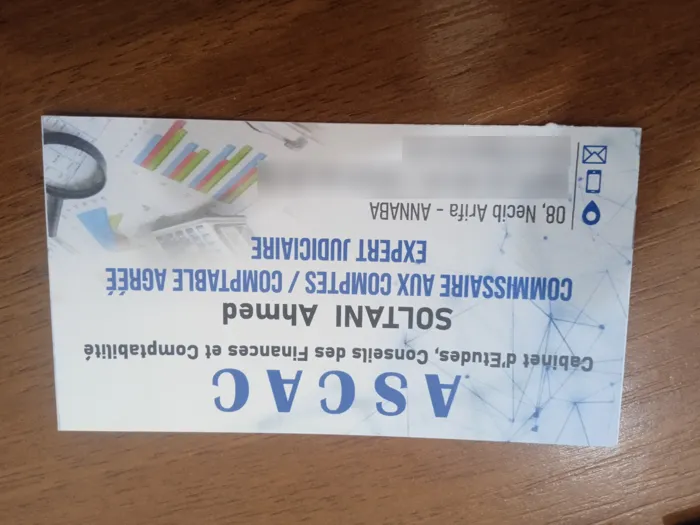 ASCAC
Cabinet d'Etudes, Conseils des Finances et Comptabilité
SOLTANI Ahmed
COMMISSAIRE AUX COMPTES / COMPTABLE AGRÉÉ
EXPERT JUDICIAIRE
08, Necib Arifa - ANNABA